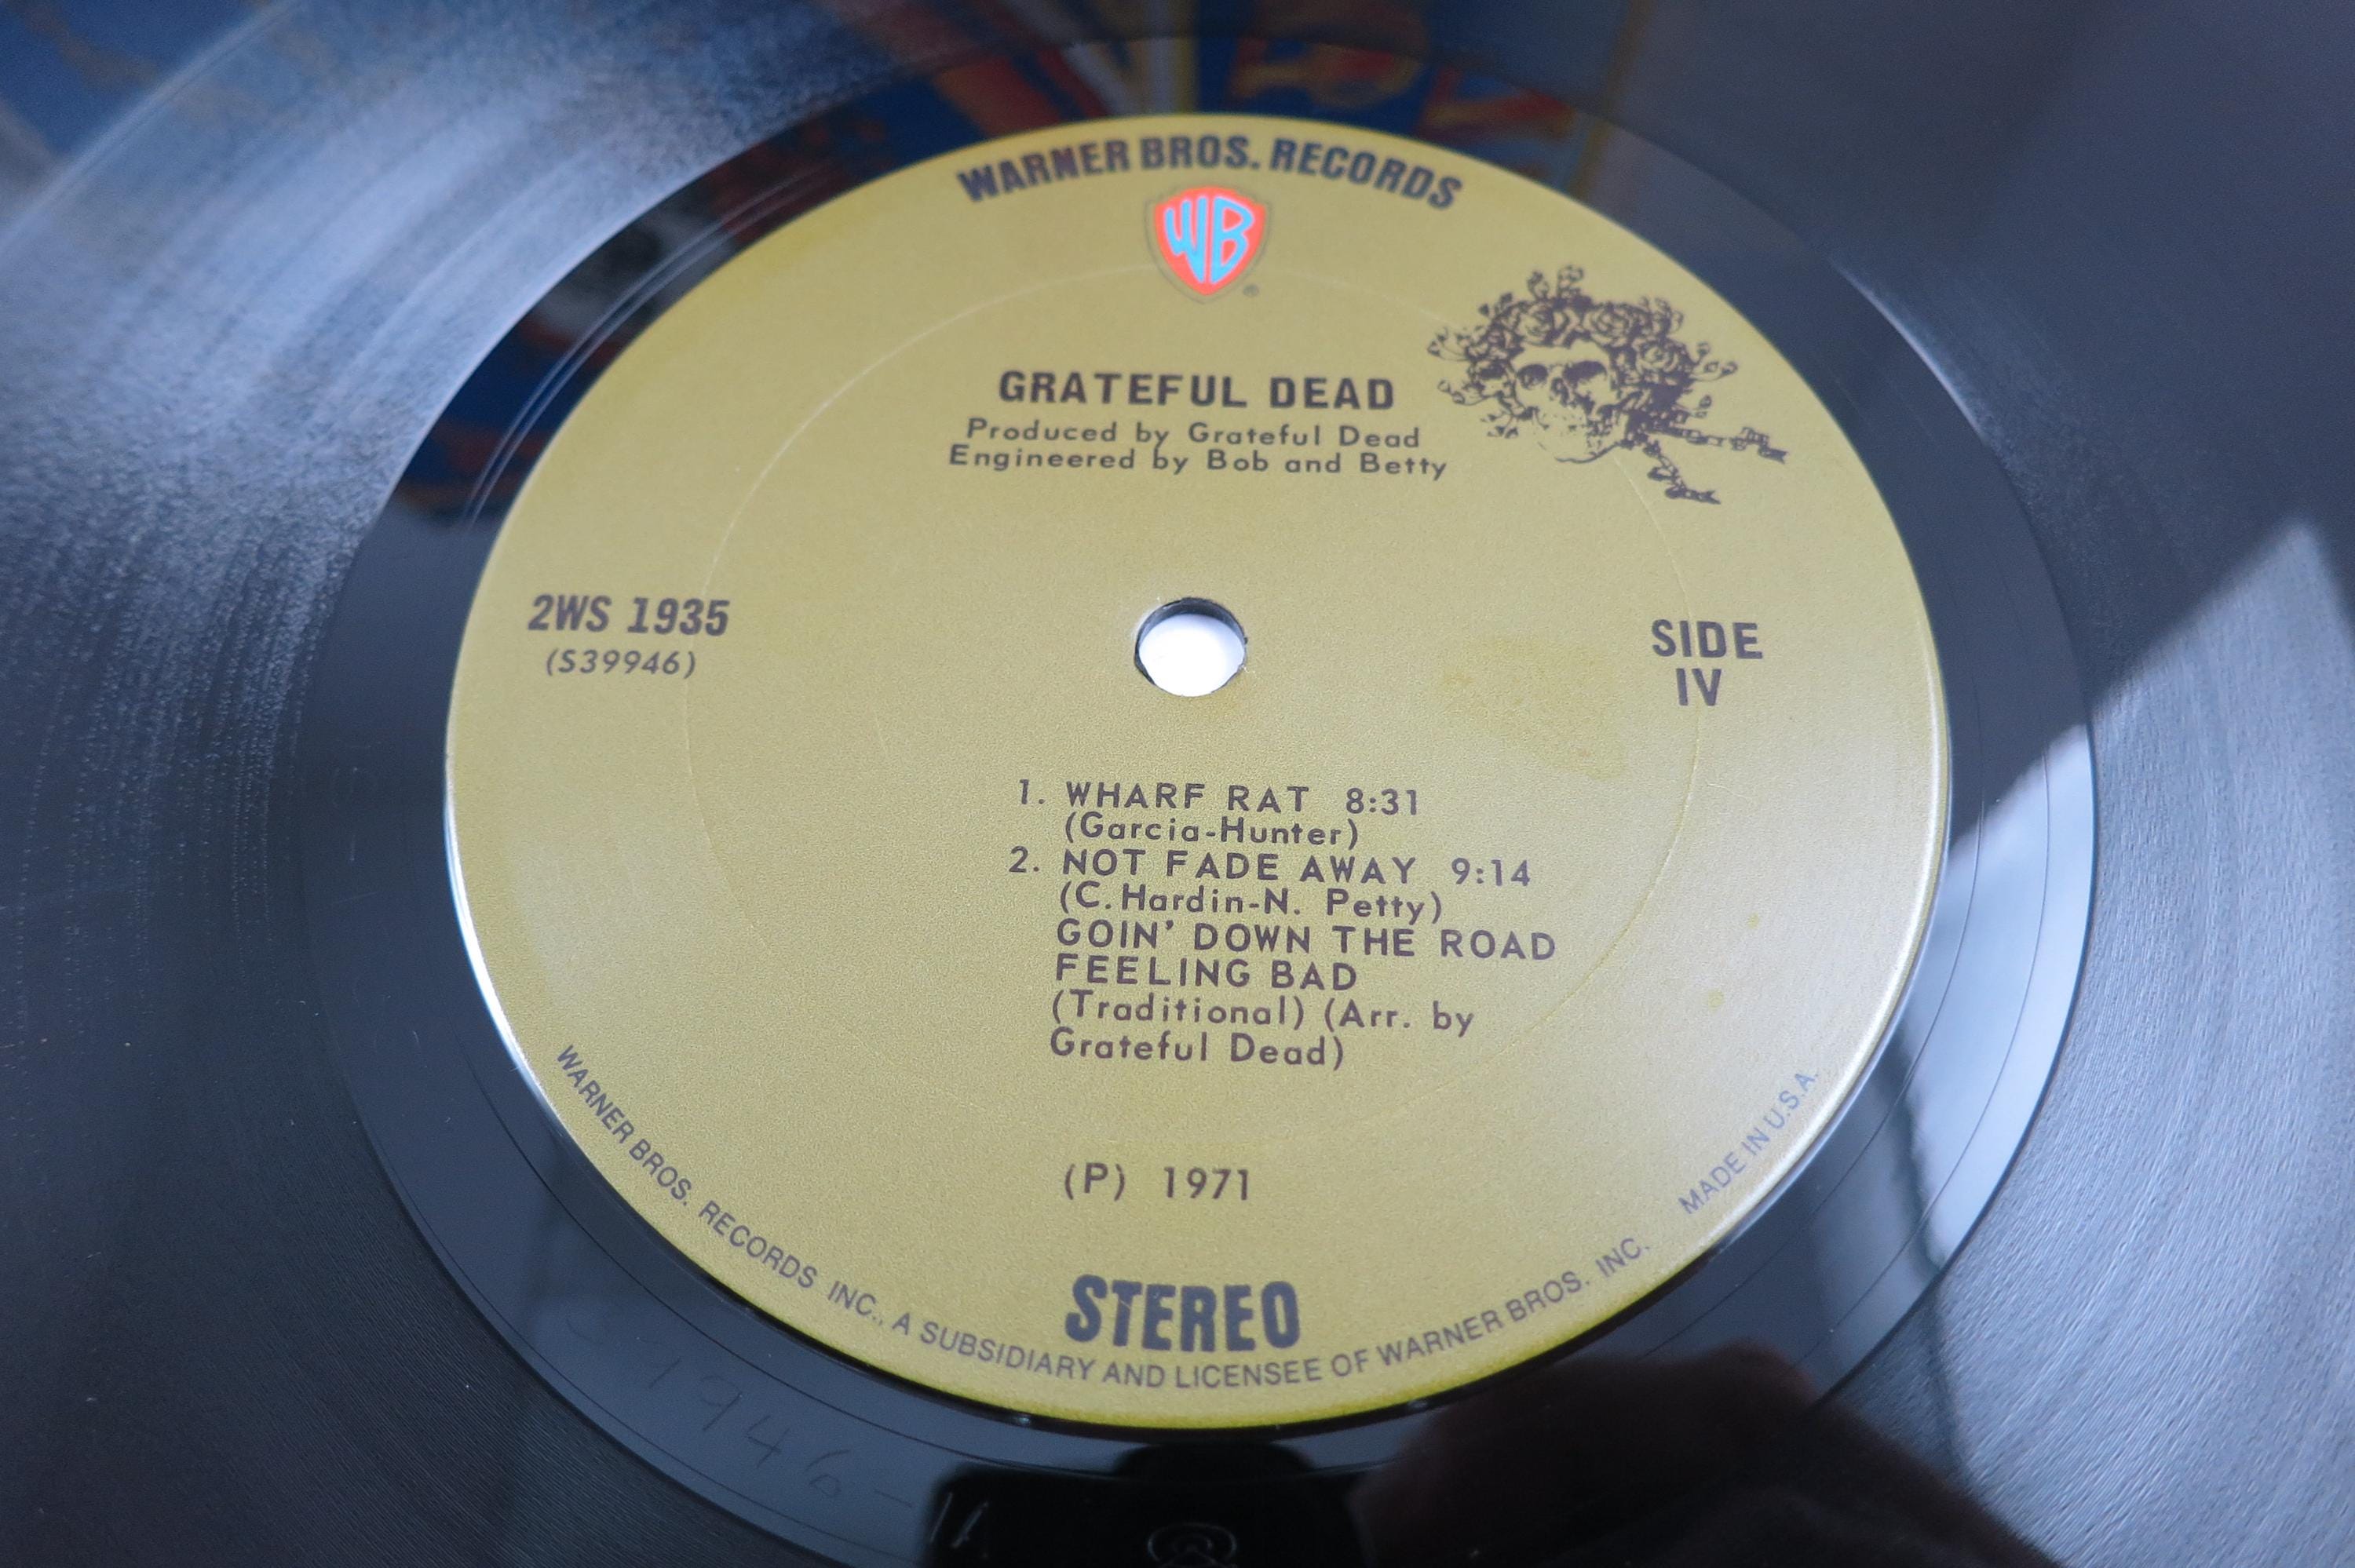 WARNER BROS. RECORDS
WB
®
GRATEFUL DEAD
Produced by Grateful Dead
Engineered by Bob and Betty
2WS 1935
(S39946)
SIDE
IV
1. WHARF RAT 8:31
(Garcia-Hunter)
2. NOT FADE AWAY 9:14
(C.Hardin-N. Petty)
GOIN' DOWN THE ROAD
FEELING BAD
(Traditional) (Arr. by
Grateful Dead)
(P) 1971
STEREO
WARNER BROS. RECORDS INC., A SUBSIDIARY AND LICENSEE OF WARNER BROS. INC.
MADE IN U.S.A.